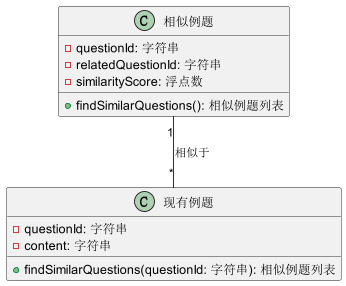 C 相似例题
questionId: 字符串
relatedQuestionId: 字符串
similarityScore: 浮点数
findSimilarQuestions(): 相似例题列表
1
相似于
*
C 现有例题
questionId: 字符串
content: 字符串
findSimilarQuestions(questionId: 字符串): 相似例题列表